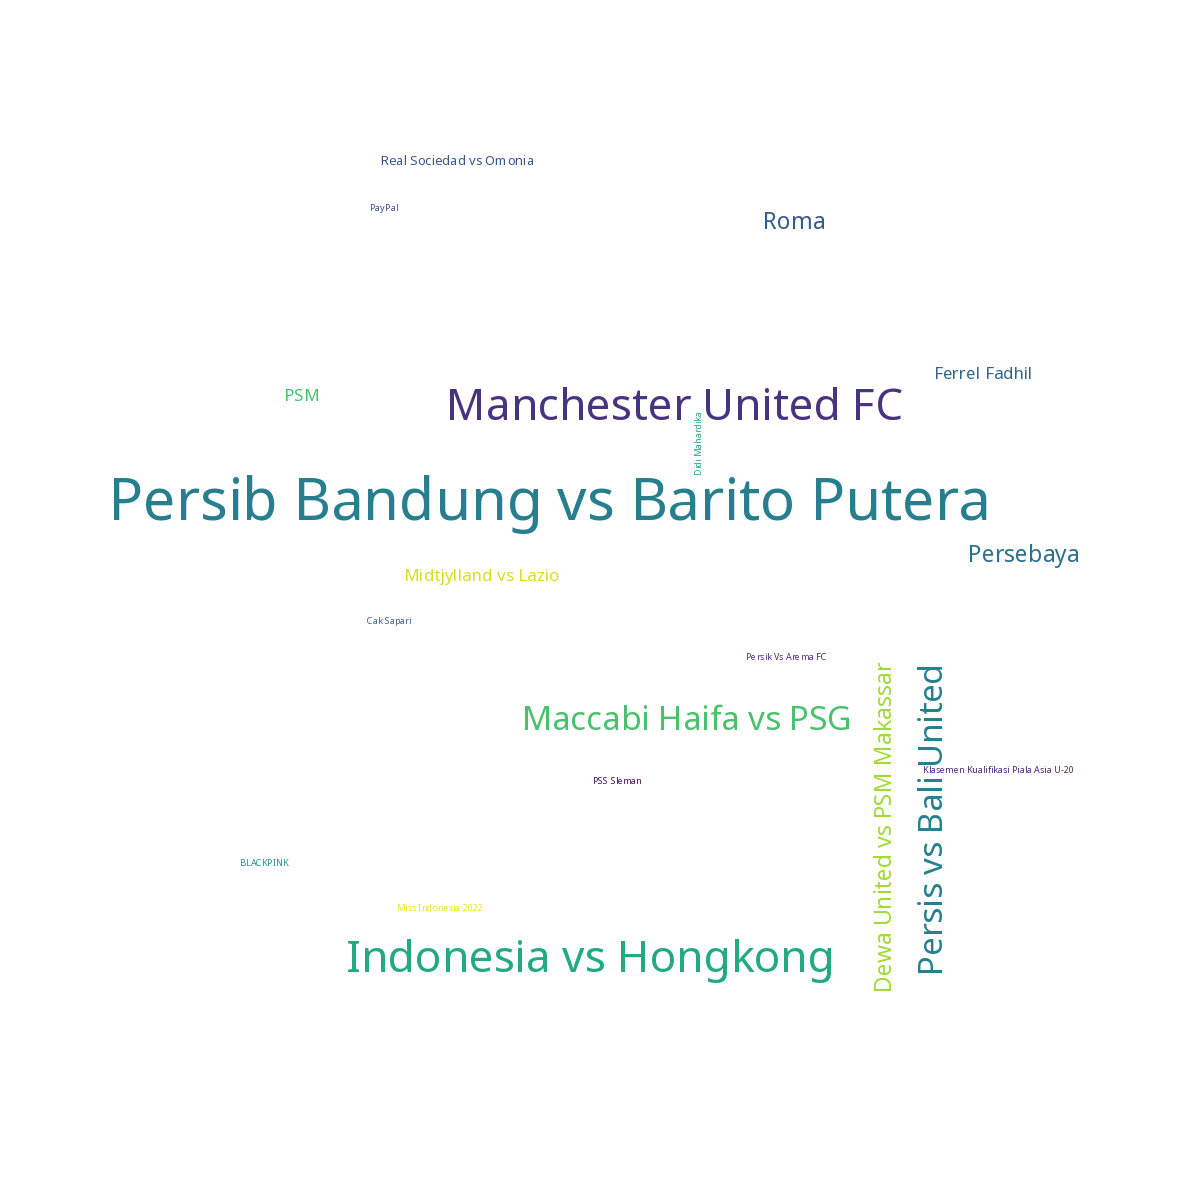 Real Sociedad vs Omonia
PayPal
Roma
Ferrel Fadhil
PSM
Manchester United FC
Didi Mahardika
Persib Bandung vs Barito Putera
Persebaya
Midtjylland vs Lazio
Cak Sapari
Persik Vs Arema FC
Dewa United vs PSM Makassar
Persis vs Bali United
Maccabi Haifa vs PSG
Klasemen Kualifikasi Piala Asia U-20
PSS Sleman
BLACKPINK
Miss Indonesia 2022
Indonesia vs Hongkong